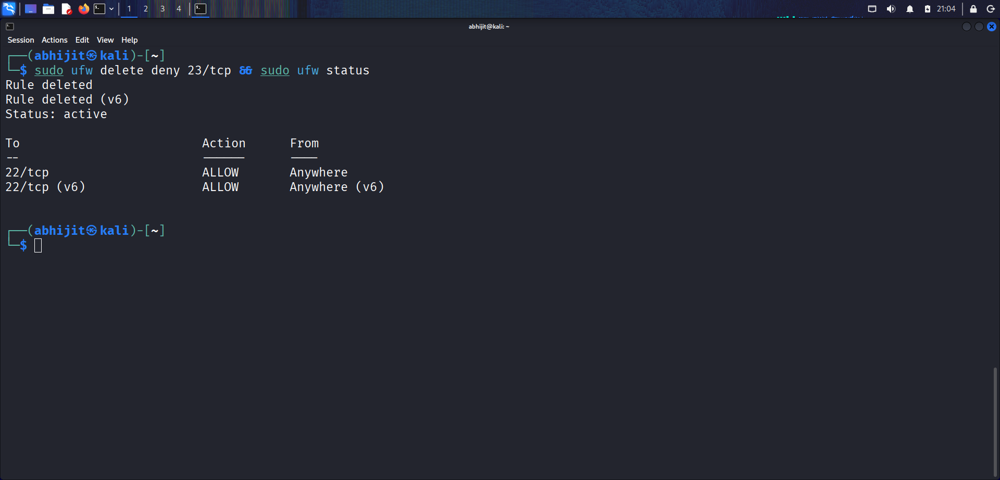 1 2 3 4 21:04
abhijit@kali: ~
Session Actions Edit View Help
┌──(abhijit㉿kali)-[~]
└─$ sudo ufw delete deny 23/tcp && sudo ufw status
Rule deleted
Rule deleted (v6)
Status: active
To Action From
-- ------ ----
22/tcp ALLOW Anywhere
22/tcp (v6) ALLOW Anywhere (v6)
┌──(abhijit㉿kali)-[~]
└─$